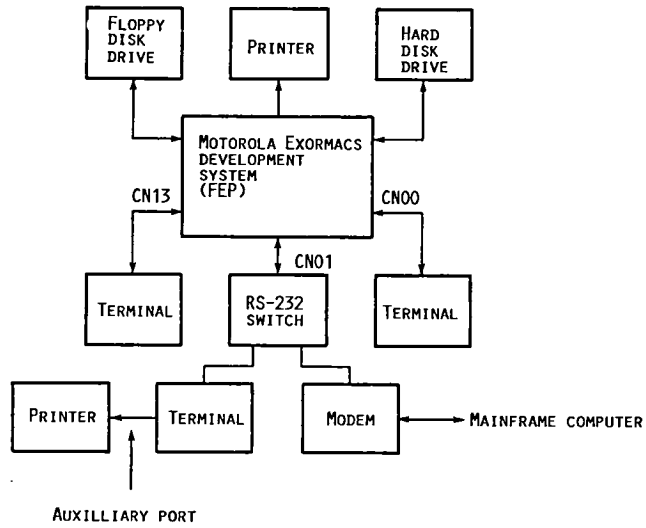 FLOPPY
DISK
DRIVE
PRINTER
HARD
DISK
DRIVE
MOTOROLA EXORMACS
DEVELOPMENT
SYSTEM
(FEP)
CN13
CN00
CN01
TERMINAL
RS-232
SWITCH
TERMINAL
PRINTER
TERMINAL
MODEM
MAINFRAME COMPUTER
AUXILLIARY PORT